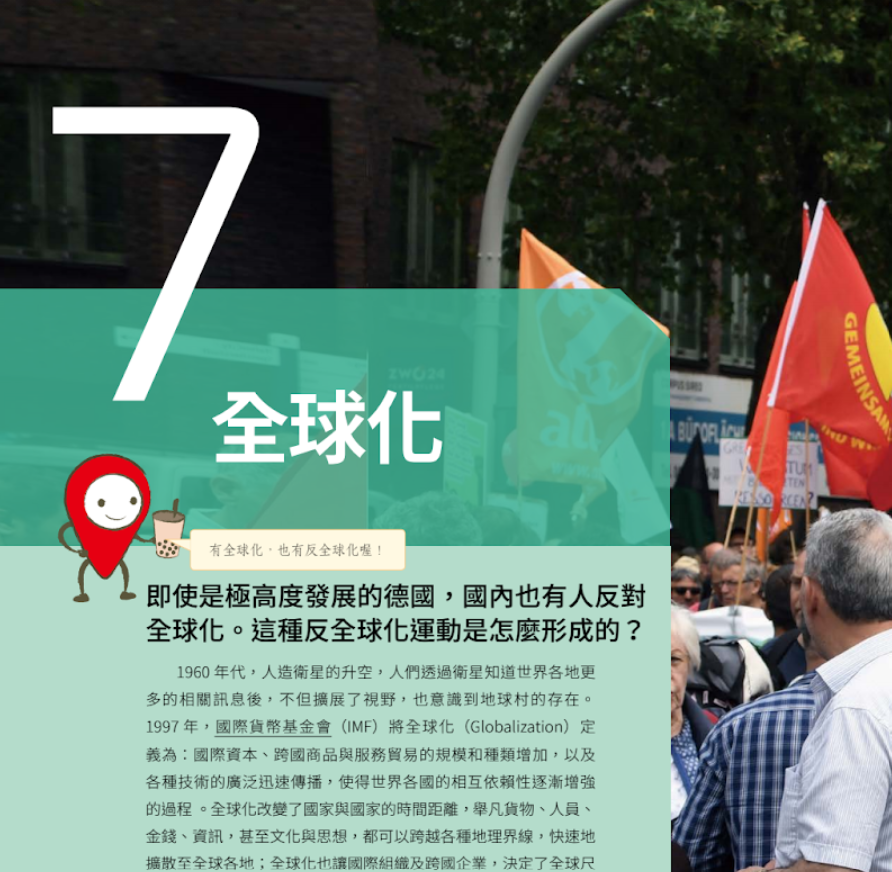 7
全球化
有全球化，也有反全球化喔！
即使是極高度發展的德國，國內也有人反對
全球化。這種反全球化運動是怎麼形成的？
1960 年代，人造衛星的升空，人們透過衛星知道世界各地更
多的相關訊息後，不但擴展了視野，也意識到地球村的存在。
1997 年，國際貨幣基金會（IMF）將全球化（Globalization）定
義為：國際資本、跨國商品與服務貿易的規模和種類增加，以及
各種技術的廣泛迅速傳播，使得世界各國的相互依賴性逐漸增強
的過程 。全球化改變了國家與國家的時間距離，舉凡貨物、人員、
金錢、資訊，甚至文化與思想，都可以跨越各種地理界線，快速地
擴散至全球各地；全球化也讓國際組織及跨國企業，決定了全球尺
ZWO24
GEMEINSAM